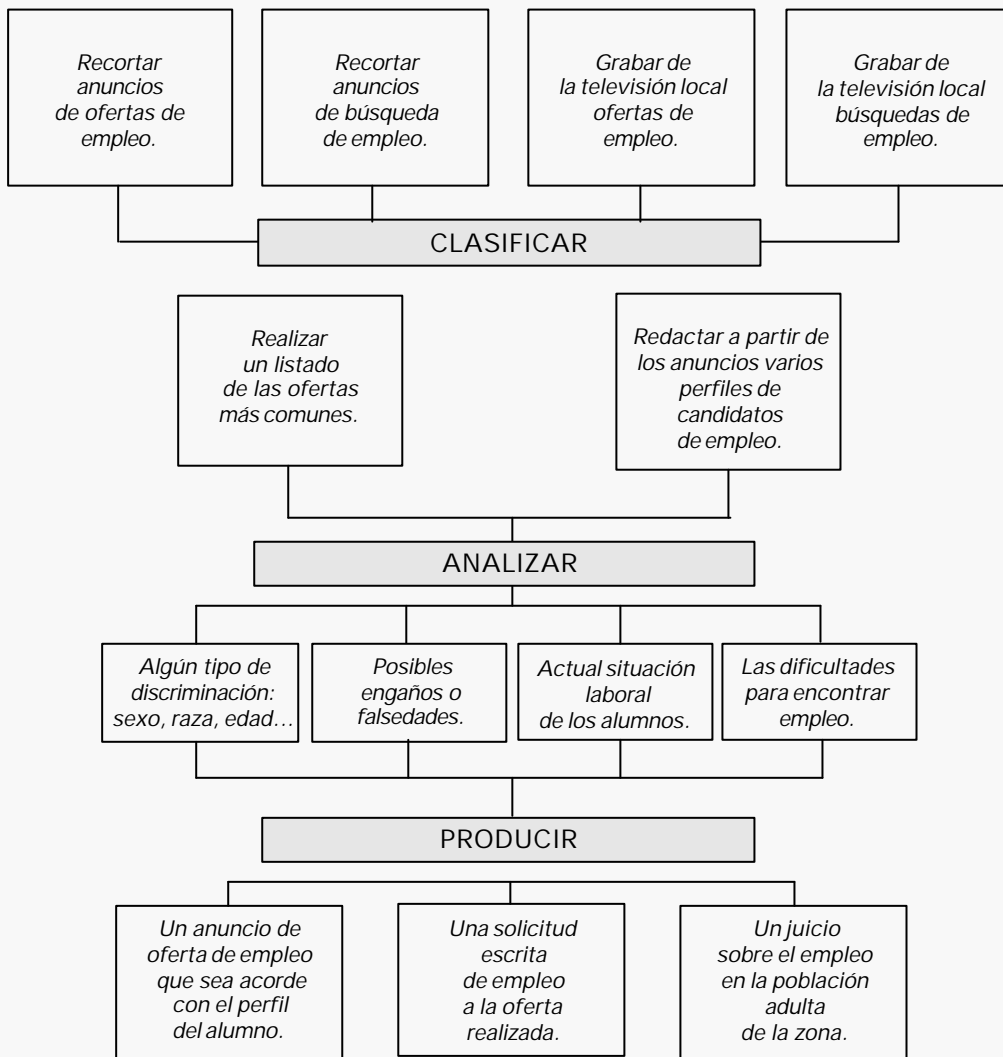 Recortar
anuncios
de ofertas de
empleo.
Recortar
anuncios
de búsqueda
de empleo.
Grabar de
la televisión local
ofertas de
empleo.
Grabar de
la televisión local
búsquedas de
empleo.
CLASIFICAR
Realizar
un listado
de las ofertas
más comunes.
Redactar a partir de
los anuncios varios
perfiles de
candidatos
de empleo.
ANALIZAR
Algún tipo de
discriminación:
sexo, raza, edad...
Posibles
engaños o
falsedades.
Actual situación
laboral
de los alumnos.
Las dificultades
para encontrar
empleo.
PRODUCIR
Un anuncio de
oferta de empleo
que sea acorde
con el perfil
del alumno.
Una solicitud
escrita
de empleo
a la oferta
realizada.
Un juicio
sobre el empleo
en la población
adulta
de la zona.